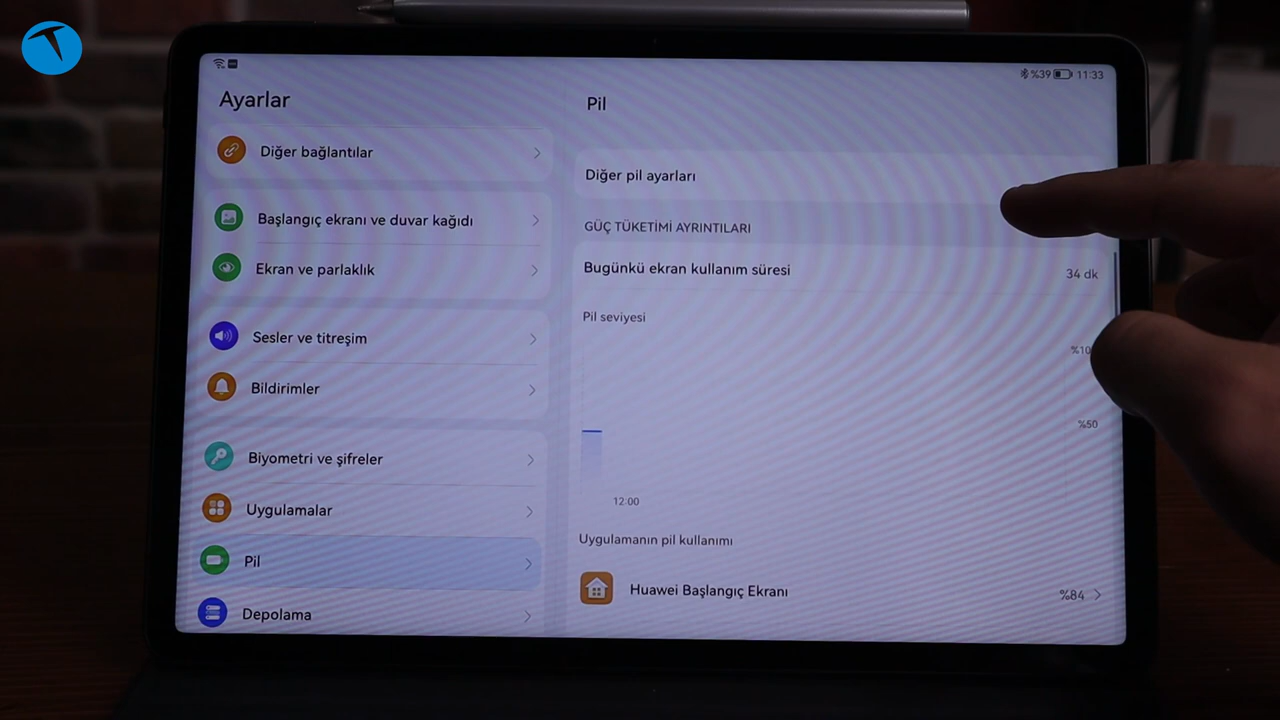 %39 11:33
Ayarlar
Diğer bağlantılar
Başlangıç ekranı ve duvar kağıdı
Ekran ve parlaklık
Sesler ve titreşim
Bildirimler
Biyometri ve şifreler
Uygulamalar
Pil
Depolama
Pil
Diğer pil ayarları
GÜÇ TÜKETİMİ AYRINTILARI
Bugünkü ekran kullanım süresi 34 dk
Pil seviyesi
%10
%50
12:00
Uygulamanın pil kullanımı
Huawei Başlangıç Ekranı %84